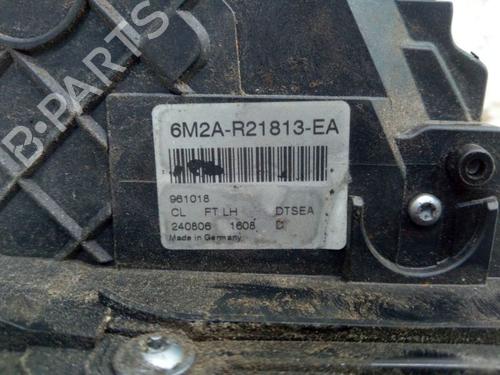 6M2A-R21813-EA
961018
CL FT LH DTSEA
240806 1608
Made in Germany
B-PARTS